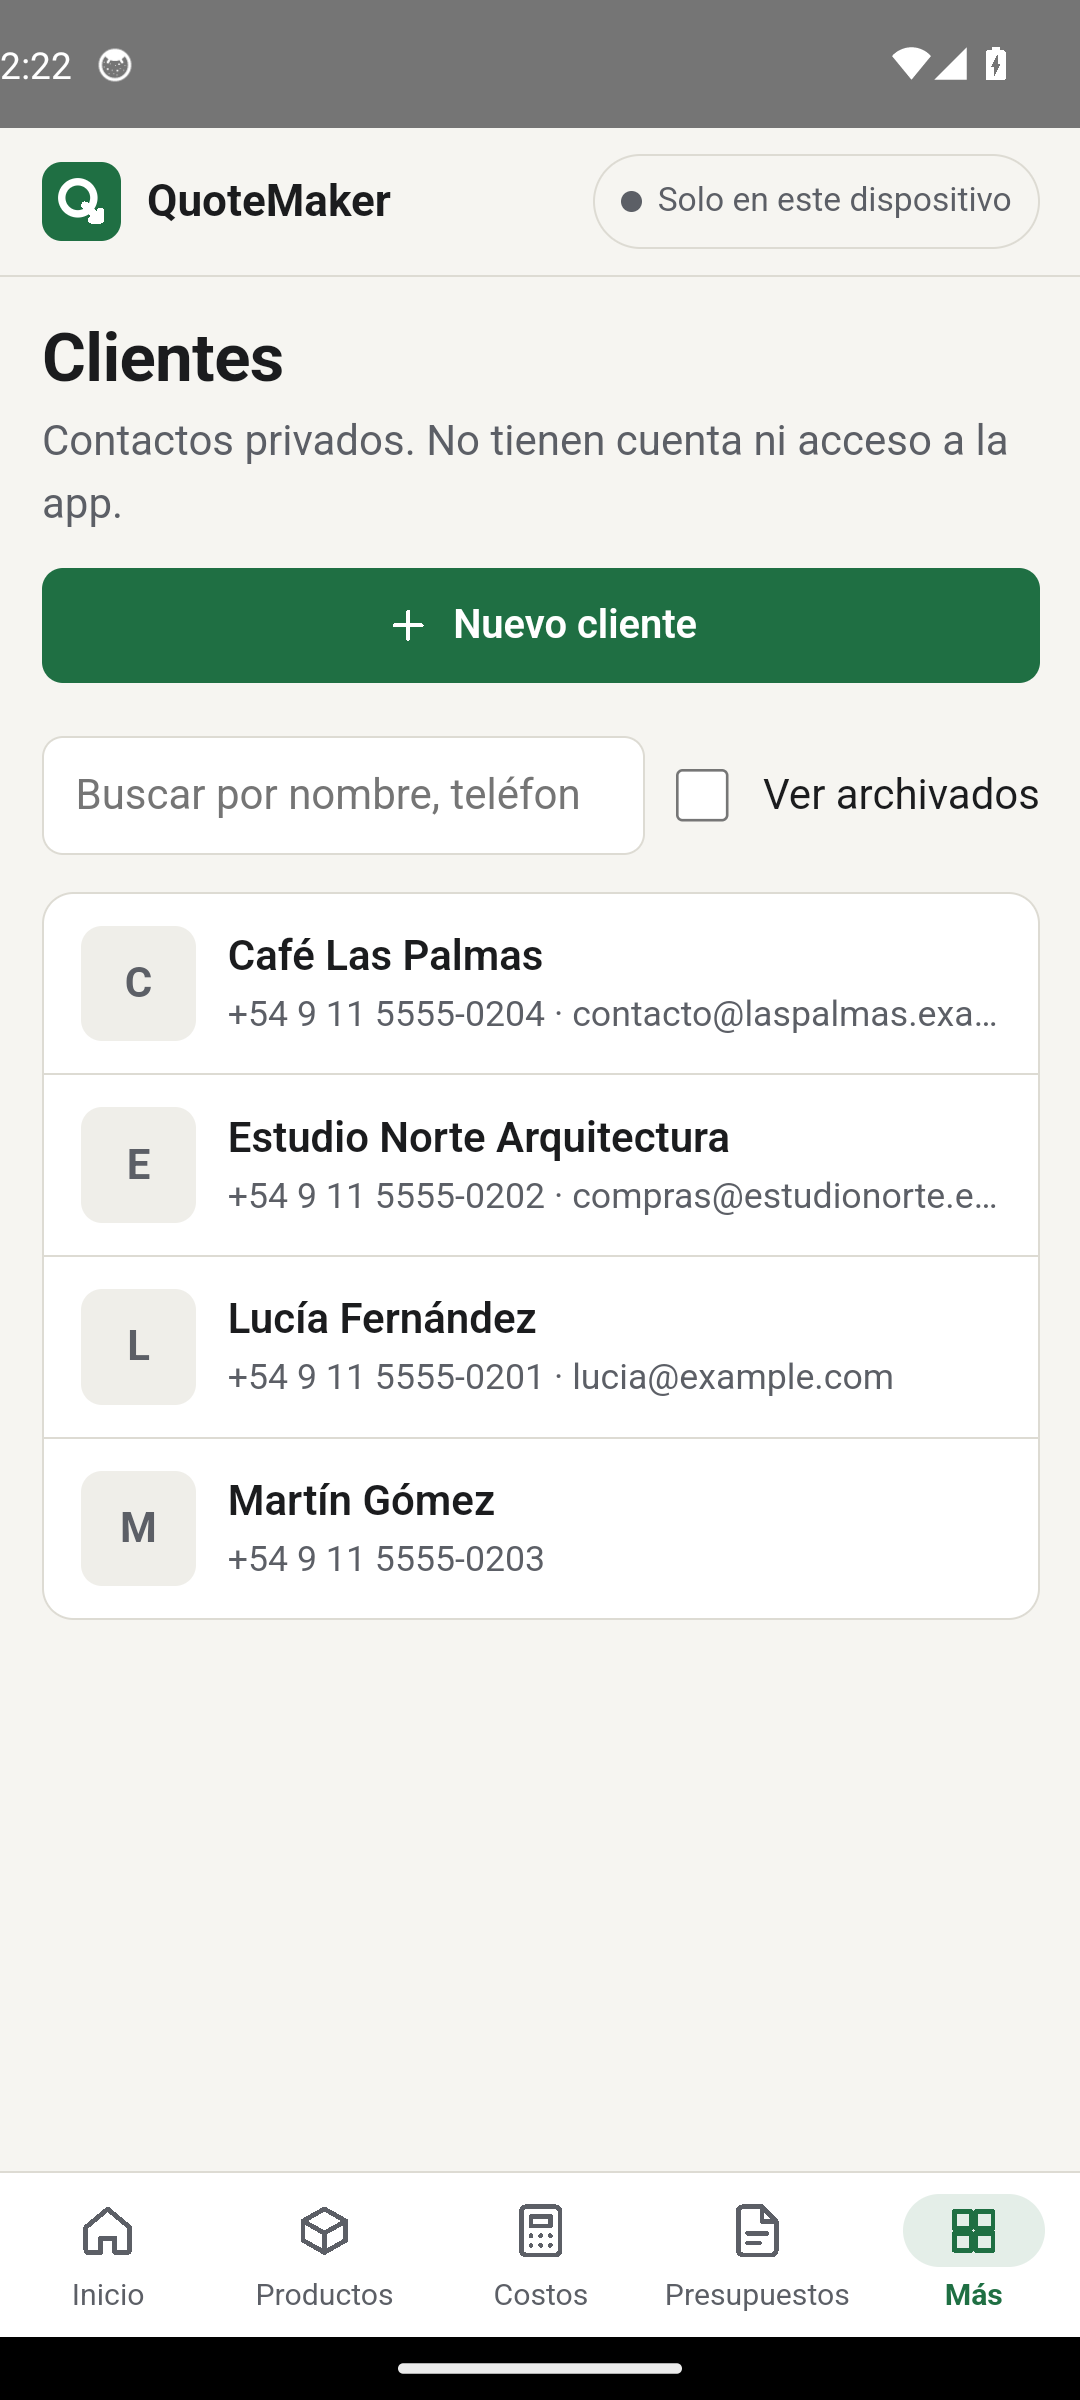 2:22
QuoteMaker
Solo en este dispositivo
Clientes
Contactos privados. No tienen cuenta ni acceso a la
app.
+ Nuevo cliente
Buscar por nombre, teléfon
Ver archivados
C
Café Las Palmas
+54 9 11 5555-0204 · contacto@laspalmas.exa…
E
Estudio Norte Arquitectura
+54 9 11 5555-0202 · compras@estudionorte.e…
L
Lucía Fernández
+54 9 11 5555-0201 · lucia@example.com
M
Martín Gómez
+54 9 11 5555-0203
Inicio
Productos
Costos
Presupuestos
Más